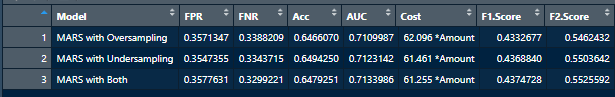 Model FPR FNR Acc AUC Cost F1.Score F2.Score
1 MARS with Oversampling 0.3571347 0.3388209 0.6466070 0.7109987 62.096 *Amount 0.4332677 0.5462432
2 MARS with Undersampling 0.3547355 0.3343715 0.6494250 0.7123142 61.461 *Amount 0.4368840 0.5503642
3 MARS with Both 0.3577631 0.3299221 0.6479251 0.7133986 61.255 *Amount 0.4374728 0.5525592